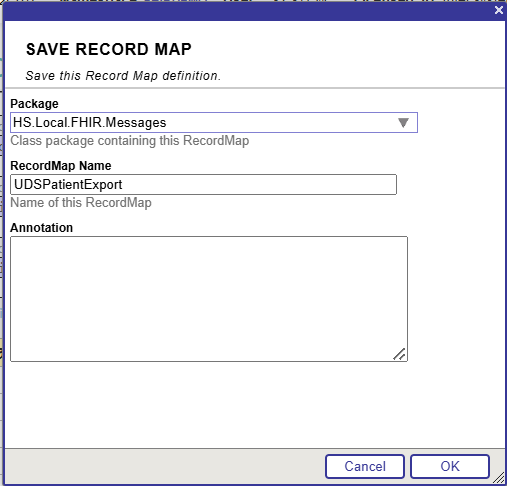 SAVE RECORD MAP
Save this Record Map definition.
Package
HS.Local.FHIR.Messages
Class package containing this RecordMap
RecordMap Name
UDSPatientExport
Name of this RecordMap
Annotation
Cancel
OK